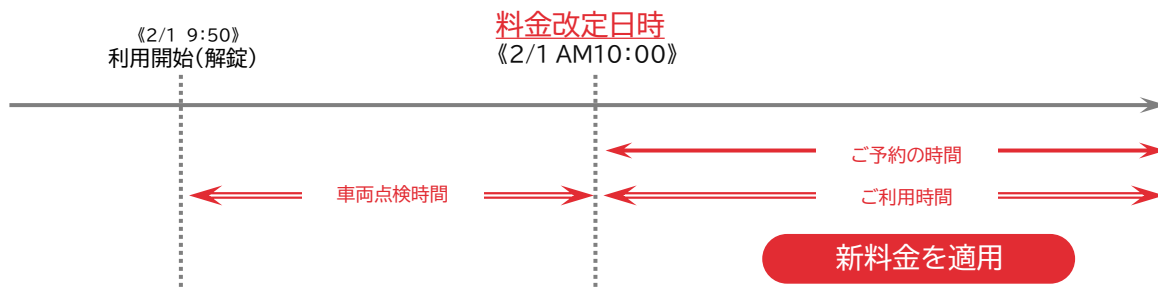 《2/1 9:50》
利用開始(解錠)
料金改定日時
《2/1 AM10:00》
ご予約の時間
車両点検時間
ご利用時間
新料金を適用